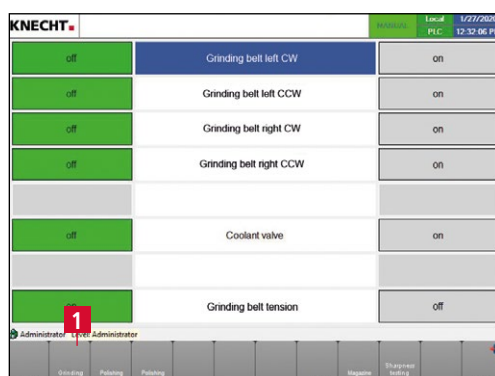 KNECHT
MANUAL Local 1/27/2020
PLC 12:32:06 P
off Grinding belt left CW on
off Grinding belt left CCW on
off Grinding belt right CW on
off Grinding belt right CCW on
off Coolant valve on
on Grinding belt tension off
1
Administrator Level: Administrator
Grinding Polishing Polishing Magazine Sharpness testing